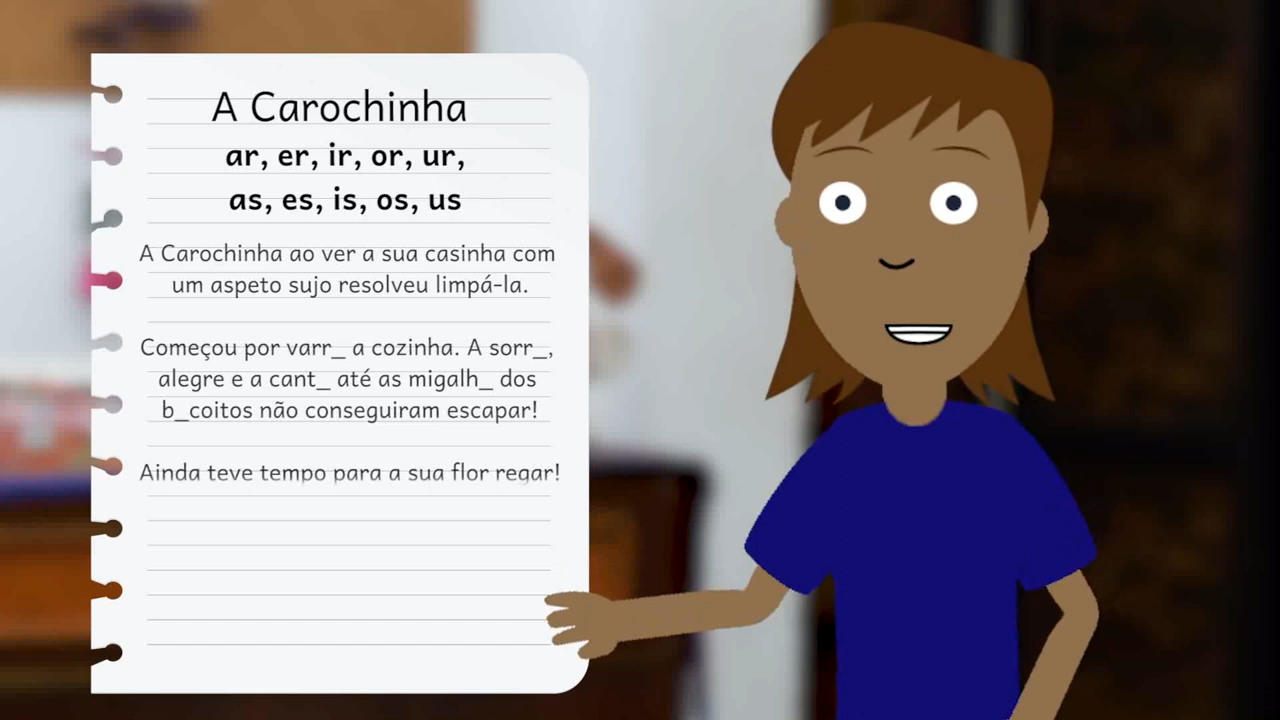 A Carochinha
ar, er, ir, or, ur,
as, es, is, os, us
A Carochinha ao ver a sua casinha com
um aspeto sujo resolveu limpá-la.
Começou por varr_ a cozinha. A sorr_,
alegre e a cant_ até as migalh_ dos
b_coitos não conseguiram escapar!
Ainda teve tempo para a sua flor regar!